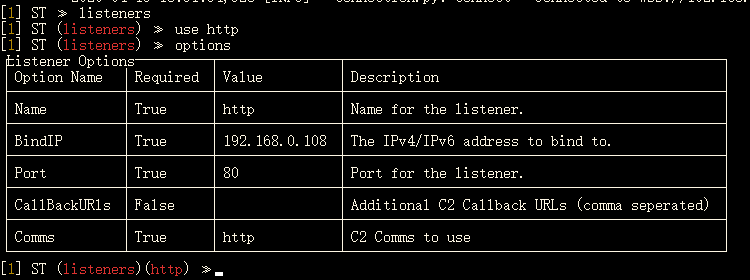 [1] ST ≫ listeners
[1] ST (listeners) ≫ use http
[1] ST (listeners) ≫ options
Listener Options
Option Name Required Value Description
Name True http Name for the listener.
BindIP True 192.168.0.108 The IPv4/IPv6 address to bind to.
Port True 80 Port for the listener.
CallBackURls False Additional C2 Callback URLs (comma seperated)
Comms True http C2 Comms to use
[1] ST (listeners)(http) ≫